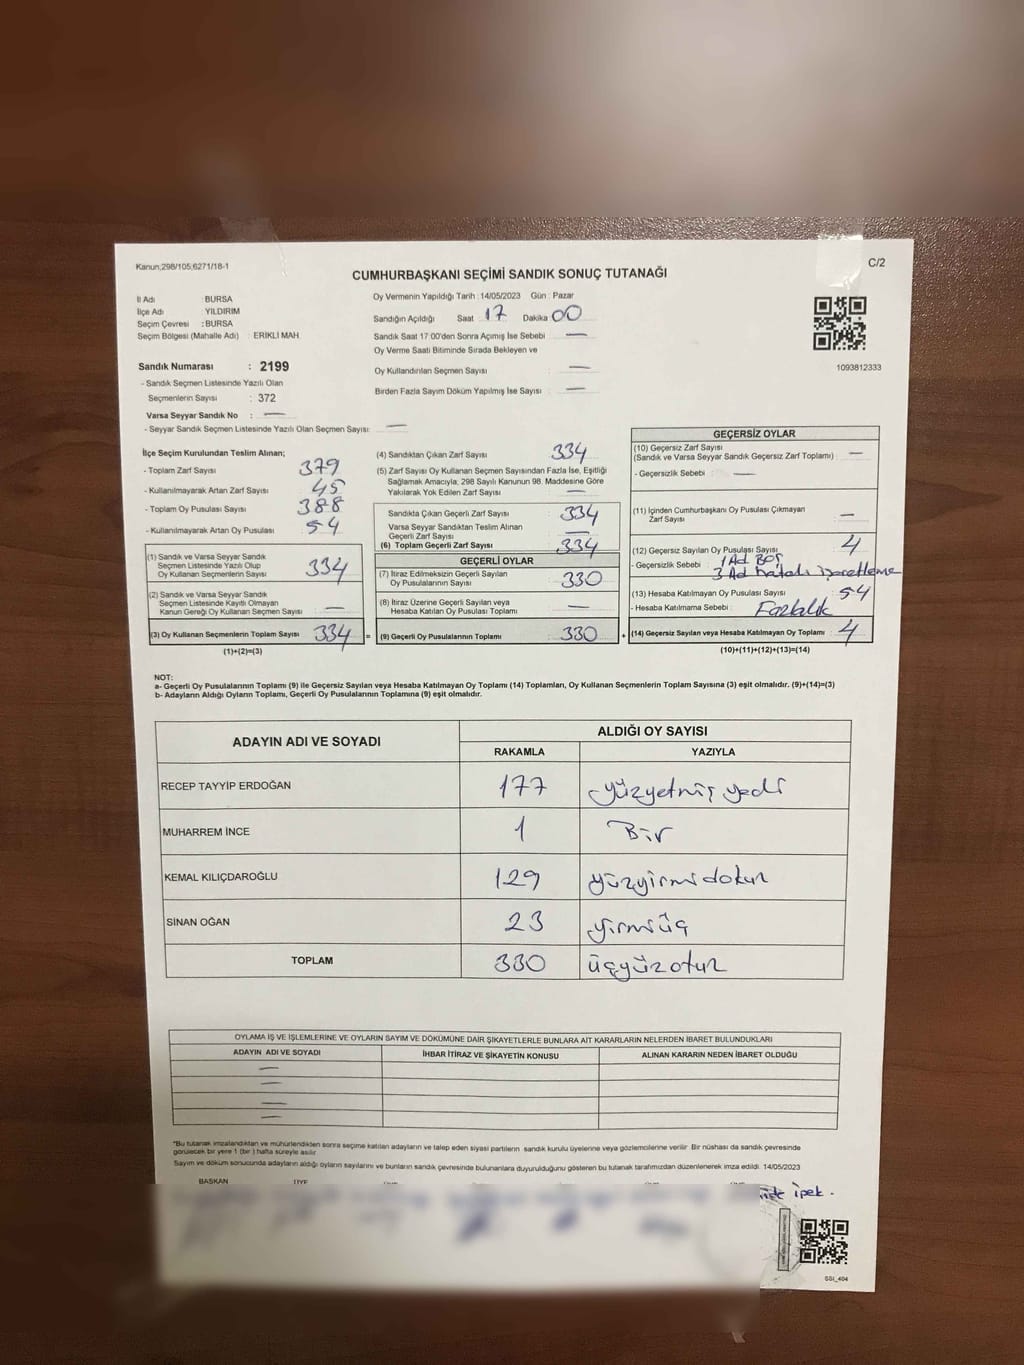 Kanun;298/105;6271/18-1
C/2
CUMHURBAŞKANI SEÇİMİ SANDIK SONUÇ TUTANAĞI
İl Adı BURSA
İlçe Adı YILDIRIM
Seçim Çevresi : BURSA
Seçim Bölgesi (Mahalle Adı) : ERİKLİ MAH
Sandık Numarası : 2199
- Sandık Seçmen Listesinde Yazılı Olan
Seçmenlerin Sayısı : 372
Varsa Seyyar Sandık No : —
- Seyyar Sandık Seçmen Listesinde Yazılı Olan Seçmen Sayısı: —
Oy Vermenin Yapıldığı Tarih : 14/05/2023 Gün : Pazar
Sandığın Açıldığı Saat 17 Dakika 00
Sandık Saat 17:00'den Sonra Açımış İse Sebebi —
Oy Verme Saati Bitiminde Sırada Bekleyen ve
Oy Kullandırılan Seçmen Sayısı : —
Birden Fazla Sayım Döküm Yapılmış İse Sayısı : —
1093812333
İlçe Seçim Kurulundan Teslim Alınan;
- Toplam Zarf Sayısı 379
- Kullanılmayarak Artan Zarf Sayısı 45
- Toplam Oy Pusulası Sayısı 388
- Kullanılmayarak Artan Oy Pusulası 54
(1) Sandık ve Varsa Seyyar Sandık
Seçmen Listesinde Yazılı Olup
Oy Kullanan Seçmenlerin Sayısı 334
(2) Sandık ve Varsa Seyyar Sandık
Seçmen Listesinde Kayıtlı Olmayan
Kanun Gereği Oy Kullanan Seçmen Sayısı —
(3) Oy Kullanan Seçmenlerin Toplam Sayısı : 334 =
(1)+(2)=(3)
(4) Sandıktan Çıkan Zarf Sayısı 334
(5) Zarf Sayısı Oy Kullanan Seçmen Sayısından Fazla İse, Eşitliği
Sağlamak Amacıyla, 298 Sayılı Kanunun 98. Maddesine Göre
Yakılarak Yok Edilen Zarf Sayısı —
Sandıkta Çıkan Geçerli Zarf Sayısı : 334
Varsa Seyyar Sandıktan Teslim Alınan
Geçerli Zarf Sayısı —
(6) Toplam Geçerli Zarf Sayısı 334
GEÇERLİ OYLAR
(7) İtiraz Edilmeksizin Geçerli Sayılan
Oy Pusulalarının Sayısı 330
(8) İtiraz Üzerine Geçerli Sayılan veya
Hesaba Katılan Oy Pusulası Toplamı —
(9) Geçerli Oy Pusulalarının Toplamı : 330 +
GEÇERSİZ OYLAR
(10) Geçersiz Zarf Sayısı
(Sandık ve Varsa Seyyar Sandık Geçersiz Zarf Toplamı) : —
- Geçersizlik Sebebi : —
(11) İçinden Cumhurbaşkanı Oy Pusulası Çıkmayan
Zarf Sayısı —
(12) Geçersiz Sayılan Oy Pusulası Sayısı 4
- Geçersizlik Sebebi : 1 Ad Boş
3 Ad hatalı işaretleme
(13) Hesaba Katılmayan Oy Pusulası Sayısı 54
- Hesaba Katılmama Sebebi : Fazlalık
(14) Geçersiz Sayılan veya Hesaba Katılmayan Oy Toplamı : 4
(10)+(11)+(12)+(13)=(14)
NOT:
a- Geçerli Oy Pusulalarının Toplamı (9) ile Geçersiz Sayılan veya Hesaba Katılmayan Oy Toplamı (14) Toplamları, Oy Kullanan Seçmenlerin Toplam Sayısına (3) eşit olmalıdır. (9)+(14)=(3)
b- Adayların Aldığı Oyların Toplamı, Geçerli Oy Pusulalarının Toplamına (9) eşit olmalıdır.
ADAYIN ADI VE SOYADI ALDIĞI OY SAYISI
RAKAMLA YAZIYLA
RECEP TAYYİP ERDOĞAN 177 yüzyetmiş yedi
MUHARREM İNCE 1 Bir
KEMAL KILIÇDAROĞLU 129 yüzyirmidokuz
SİNAN OĞAN 23 yirmiüç
TOPLAM 330 üçyüzotuz
OYLAMA İŞ VE İŞLEMLERİNE VE OYLARIN SAYIM VE DÖKÜMÜNE DAİR ŞİKAYETLERLE BUNLARA AİT KARARLARIN NELERDEN İBARET BULUNDUKLARI
ADAYIN ADI VE SOYADI İHBAR İTİRAZ VE ŞİKAYETİN KONUSU ALINAN KARARIN NEDEN İBARET OLDUĞU
—
—
—
—
*Bu tutanak imzalandıktan ve mühürlendikten sonra seçime katılan adayların ve talep eden siyasi partilerin sandık kurulu üyelerine veya gözlemcilerine verilir. Bir nüshası da sandık çevresinde
görülecek bir yere 1 (bir ) hafta süreyle asılır.
Sayım ve döküm sonucunda adayların aldığı oyların sayılarını ve bunların sandık çevresinde bulunanlara duyurulduğunu gösteren bu tutanak tarafımızdan düzenlenerek imza edildi. 14/05/2023
BAŞKAN ÜYE
ipek.
SSI_404